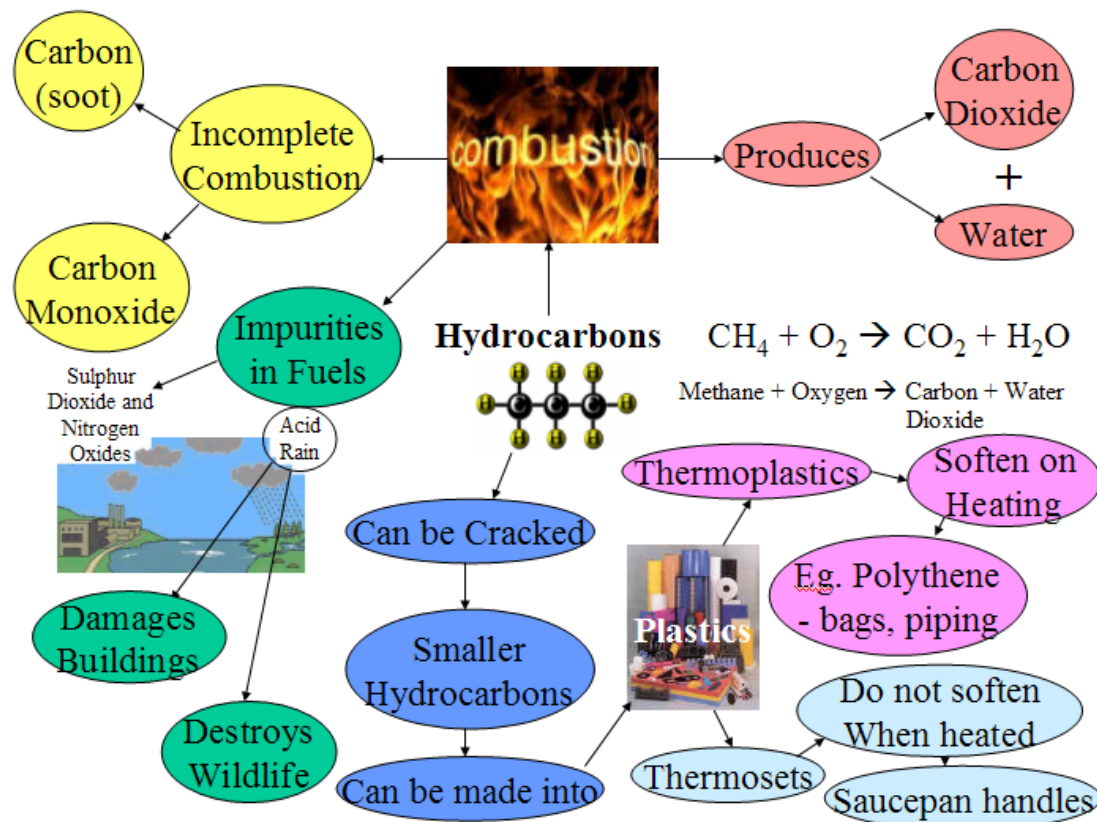 Carbon
(soot)
Incomplete
Combustion
Carbon
Monoxide
combustion
Produces
Carbon
Dioxide
+
Water
Impurities
in Fuels
Sulphur
Dioxide and
Nitrogen
Oxides
Acid
Rain
Damages
Buildings
Destroys
Wildlife
Hydrocarbons
H H H
H C C C H
H H H
CH₄ + O₂ → CO₂ + H₂O
Methane + Oxygen → Carbon + Water
Dioxide
Can be Cracked
Smaller
Hydrocarbons
Can be made into
Plastics
Thermoplastics
Soften on
Heating
Eg. Polythene
- bags, piping
Thermosets
Do not soften
When heated
Saucepan handles